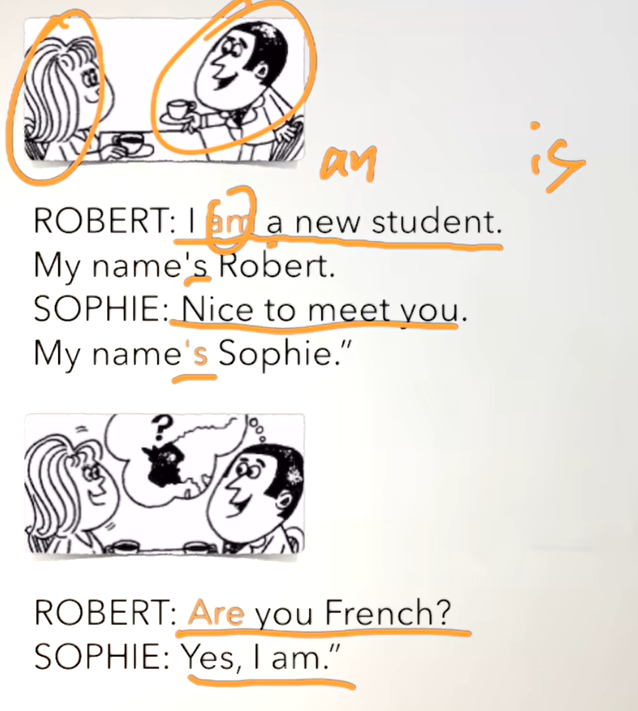 ?
an is
ROBERT: I am a new student.
My name's Robert.
SOPHIE: Nice to meet you.
My name's Sophie.”
?
ROBERT: Are you French?
SOPHIE: Yes, I am.”